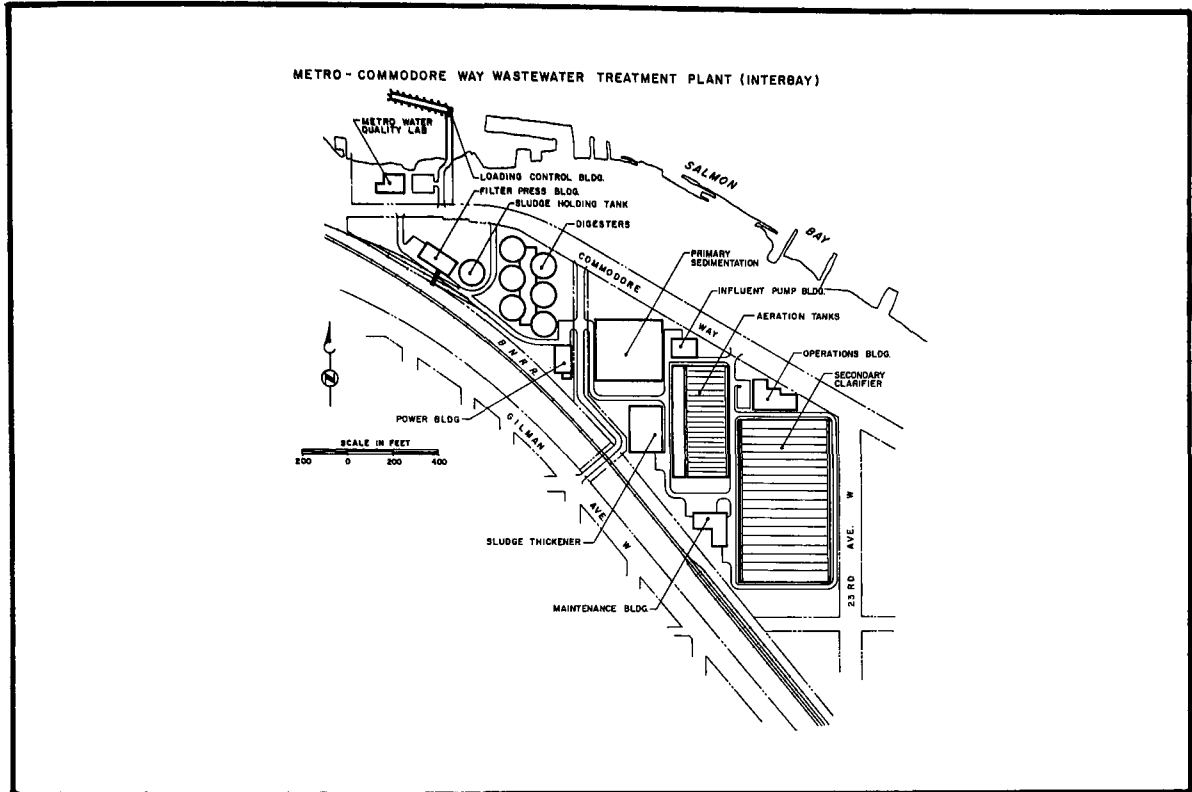 METRO - COMMODORE WAY WASTEWATER TREATMENT PLANT (INTERBAY)
METRO WATER
QUALITY LAB
LOADING CONTROL BLDG.
FILTER PRESS BLDG.
SLUDGE HOLDING TANK
DIGESTERS
SALMON
BAY
COMMODORE
WAY
PRIMARY
SEDIMENTATION
INFLUENT PUMP BLDG.
AERATION TANKS
OPERATIONS BLDG.
SECONDARY
CLARIFIER
N
B.N.R.R.
POWER BLDG
GILMAN
AVE.
W
SCALE IN FEET
200 0 200 400
SLUDGE THICKENER
MAINTENANCE BLDG.
23RD AVE. W